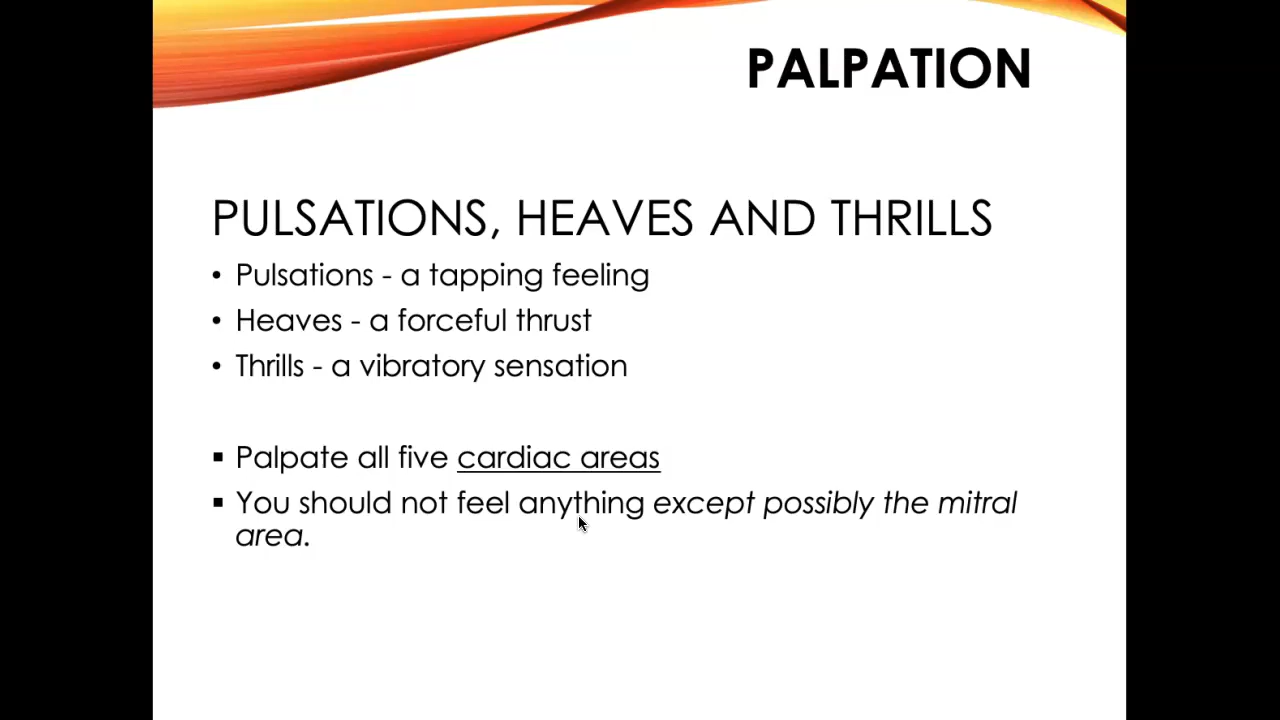 PALPATION
PULSATIONS, HEAVES AND THRILLS
• Pulsations - a tapping feeling
• Heaves - a forceful thrust
• Thrills - a vibratory sensation
▪ Palpate all five cardiac areas
▪ You should not feel anything except possibly the mitral
area.